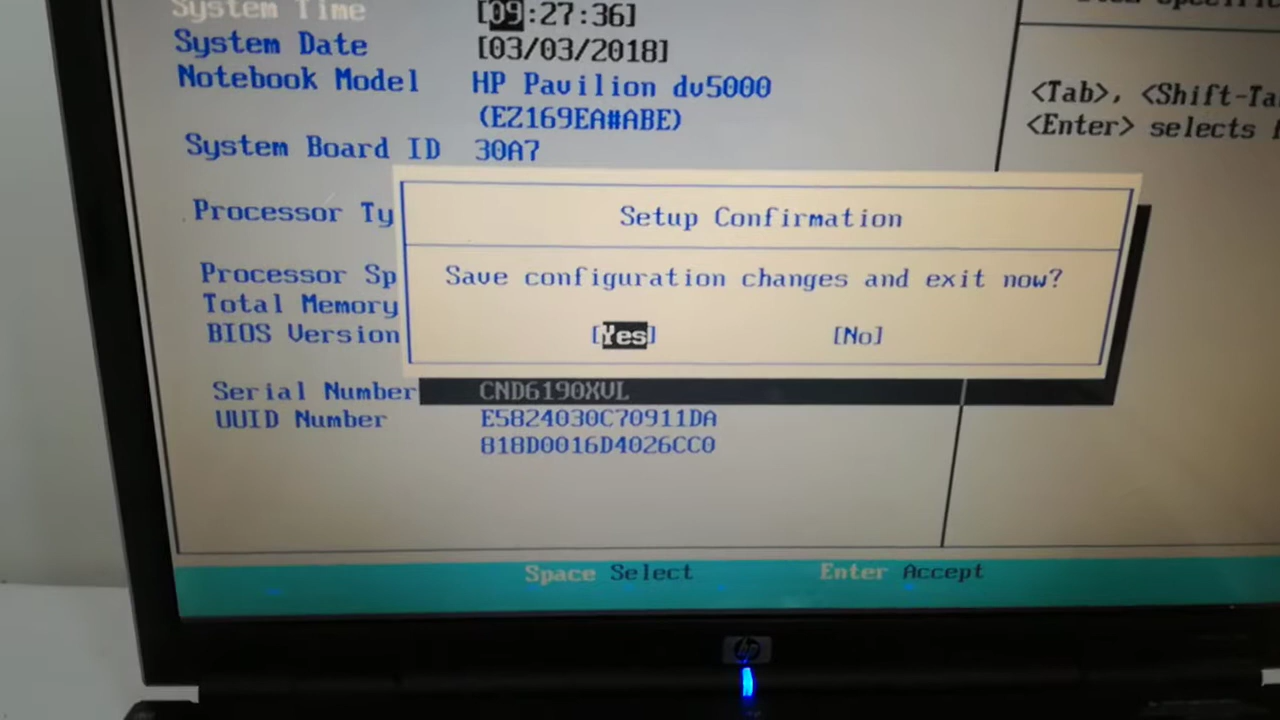 System Time [09:27:36]
System Date [03/03/2018]
Notebook Model HP Pavilion dv5000
(EZ169EA#ABE)
System Board ID 30A7
<Tab>, <Shift-Ta
<Enter> selects
Processor Ty
Setup Confirmation
Processor Sp
Save configuration changes and exit now?
Total Memory
BIOS Version
[Yes] [No]
Serial Number CND6190XVL
UUID Number E5824030C70911DA
818D0016D4026CC0
Space Select Enter Accept
hp